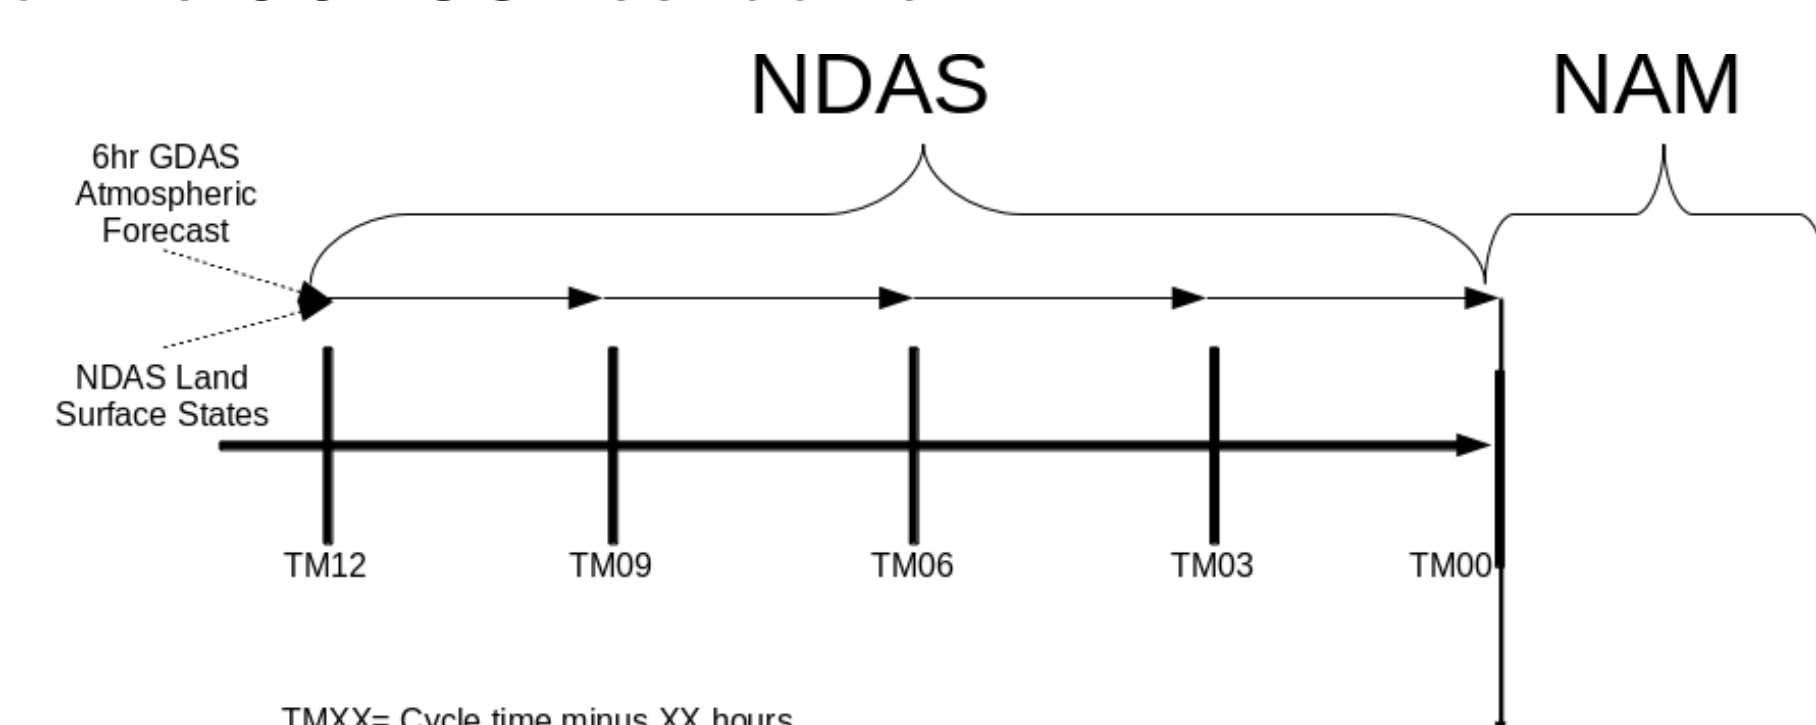 NDAS
NAM
6hr GDAS
Atmospheric
Forecast
NDAS Land
Surface States
TM12
TM09
TM06
TM03
TM00
TMXX= Cycle time minus XX hours